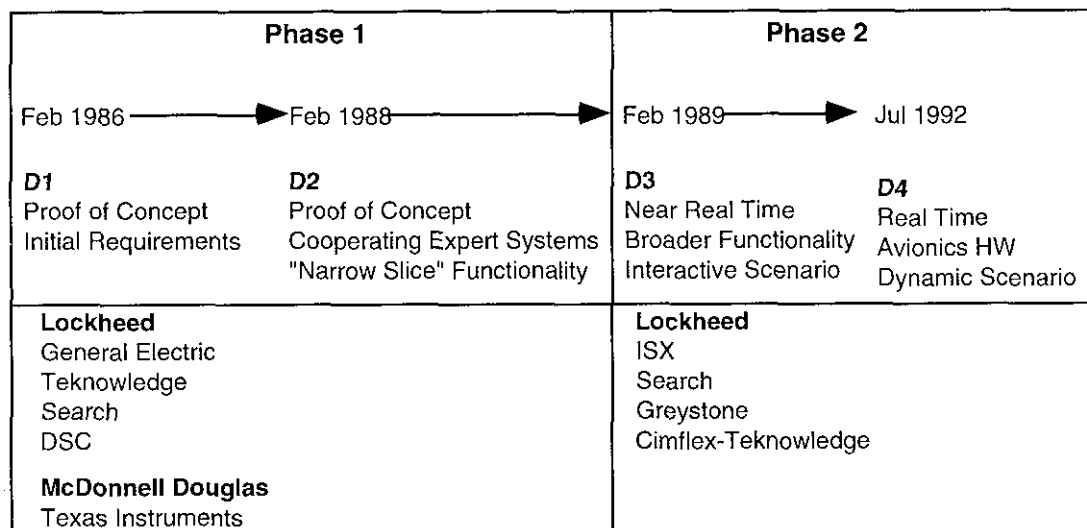 Phase 1
Phase 2
Feb 1986
Feb 1988
Feb 1989
Jul 1992
D1
Proof of Concept
Initial Requirements
D2
Proof of Concept
Cooperating Expert Systems
"Narrow Slice" Functionality
D3
Near Real Time
Broader Functionality
Interactive Scenario
D4
Real Time
Avionics HW
Dynamic Scenario
Lockheed
General Electric
Teknowledge
Search
DSC
McDonnell Douglas
Texas Instruments
Lockheed
ISX
Search
Greystone
Cimflex-Teknowledge